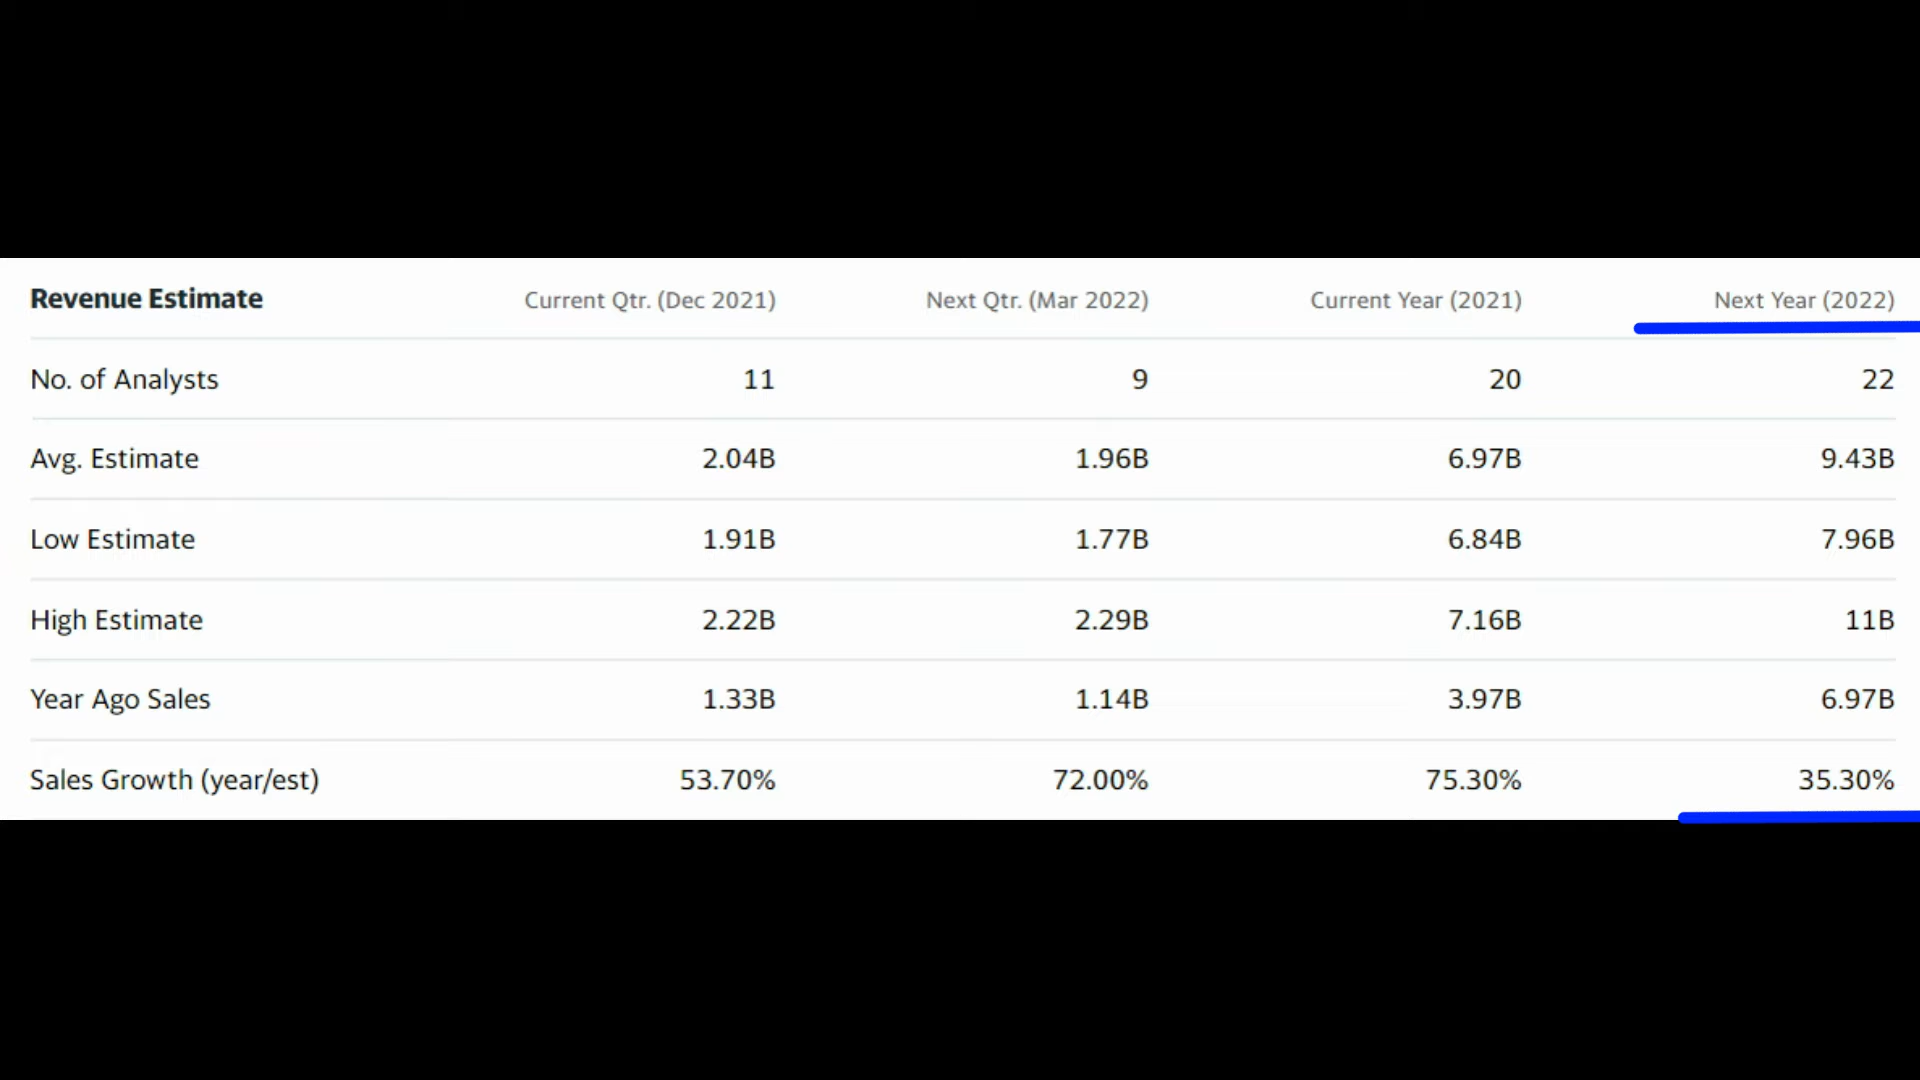 Revenue Estimate Current Qtr. (Dec 2021) Next Qtr. (Mar 2022) Current Year (2021) Next Year (2022)
No. of Analysts 11 9 20 22
Avg. Estimate 2.04B 1.96B 6.97B 9.43B
Low Estimate 1.91B 1.77B 6.84B 7.96B
High Estimate 2.22B 2.29B 7.16B 11B
Year Ago Sales 1.33B 1.14B 3.97B 6.97B
Sales Growth (year/est) 53.70% 72.00% 75.30% 35.30%